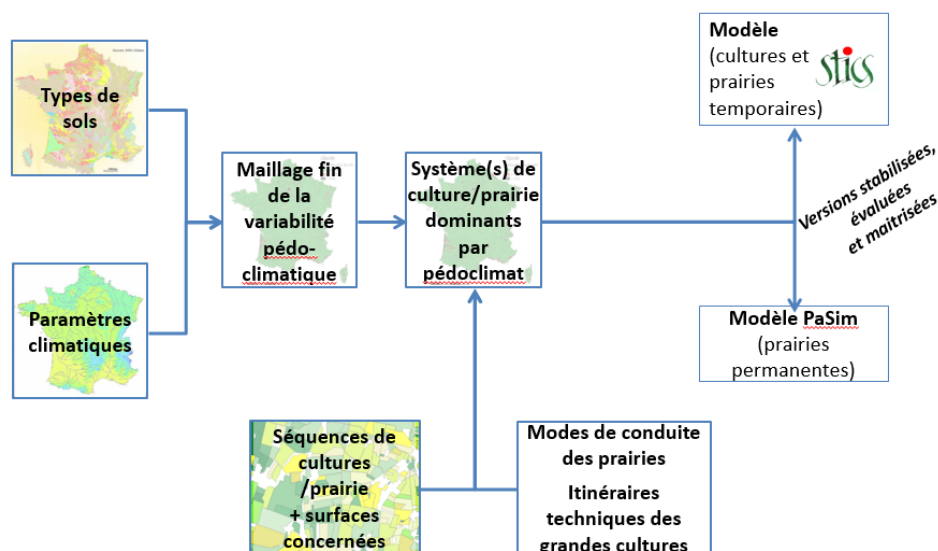 Types de
sols
Paramètres
climatiques
Maillage fin
de la
variabilité
pédo-
climatique
Système(s) de
culture/prairie
dominants
par
pédoclimat
Séquences de
cultures
/prairie
+ surfaces
concernées
Modes de conduite
des prairies
Itinéraires
techniques des
grandes cultures
Modèle
(cultures et
prairies
temporaires)
stics
Versions stabilisées,
évaluées
et maitrisées
Modèle PaSim
(prairies
permanentes)